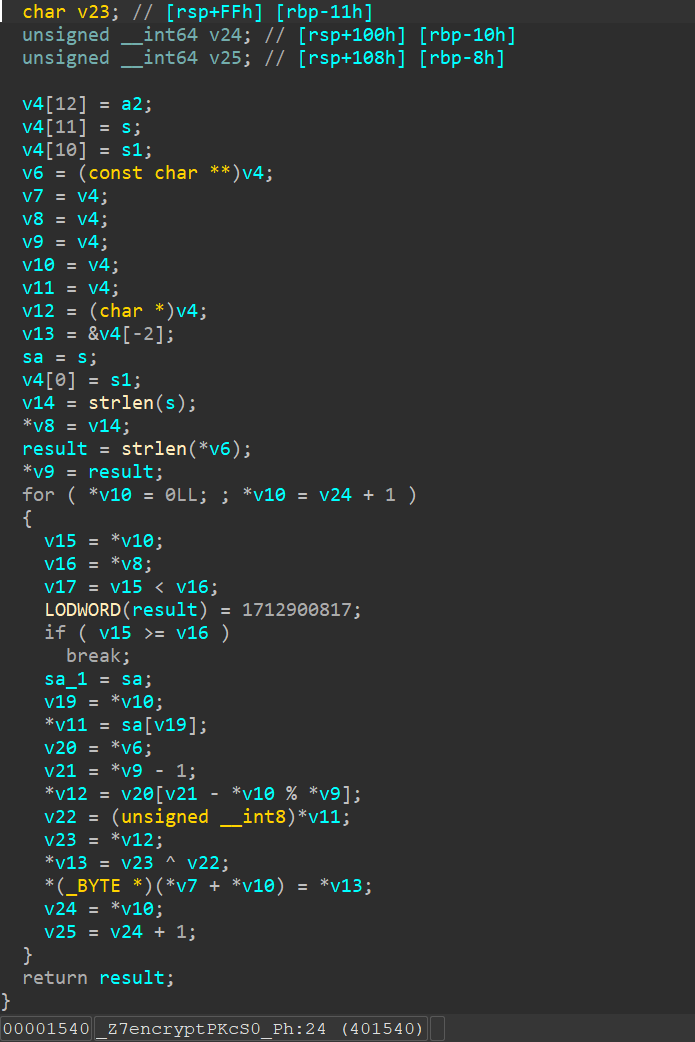 char v23; // [rsp+FFh] [rbp-11h]
unsigned __int64 v24; // [rsp+100h] [rbp-10h]
unsigned __int64 v25; // [rsp+108h] [rbp-8h]

v4[12] = a2;
v4[11] = s;
v4[10] = s1;
v6 = (const char **)v4;
v7 = v4;
v8 = v4;
v9 = v4;
v10 = v4;
v11 = v4;
v12 = (char *)v4;
v13 = &v4[-2];
sa = s;
v4[0] = s1;
v14 = strlen(s);
*v8 = v14;
result = strlen(*v6);
*v9 = result;
for ( *v10 = 0LL; ; *v10 = v24 + 1 )
{
  v15 = *v10;
  v16 = *v8;
  v17 = v15 < v16;
  LODWORD(result) = 1712900817;
  if ( v15 >= v16 )
    break;
  sa_1 = sa;
  v19 = *v10;
  *v11 = sa[v19];
  v20 = *v6;
  v21 = *v9 - 1;
  *v12 = v20[v21 - *v10 % *v9];
  v22 = (unsigned __int8)*v11;
  v23 = *v12;
  *v13 = v23 ^ v22;
  *(_BYTE *)(*v7 + *v10) = *v13;
  v24 = *v10;
  v25 = v24 + 1;
}
return result;
}
00001540 _Z7encryptPKcS0_Ph:24 (401540)